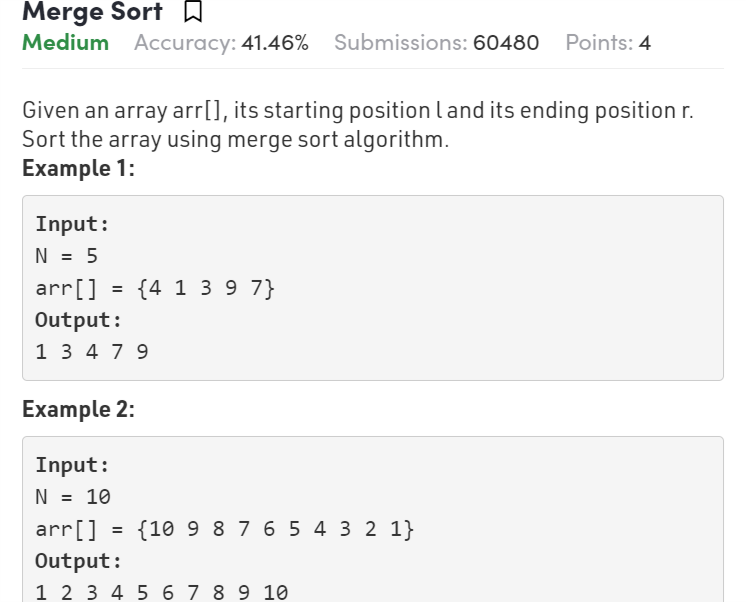 Merge Sort
Medium Accuracy: 41.46% Submissions: 60480 Points: 4
Given an array arr[], its starting position l and its ending position r.
Sort the array using merge sort algorithm.
Example 1:
Input:
N = 5
arr[] = {4 1 3 9 7}
Output:
1 3 4 7 9
Example 2:
Input:
N = 10
arr[] = {10 9 8 7 6 5 4 3 2 1}
Output:
1 2 3 4 5 6 7 8 9 10